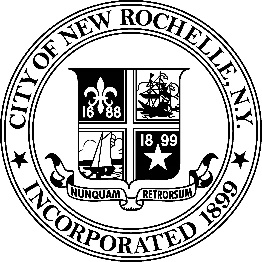 CITY OF NEW ROCHELLE, N.Y.
16 88
18 99
NUNQUAM RETRORSUM
INCORPORATED 1899